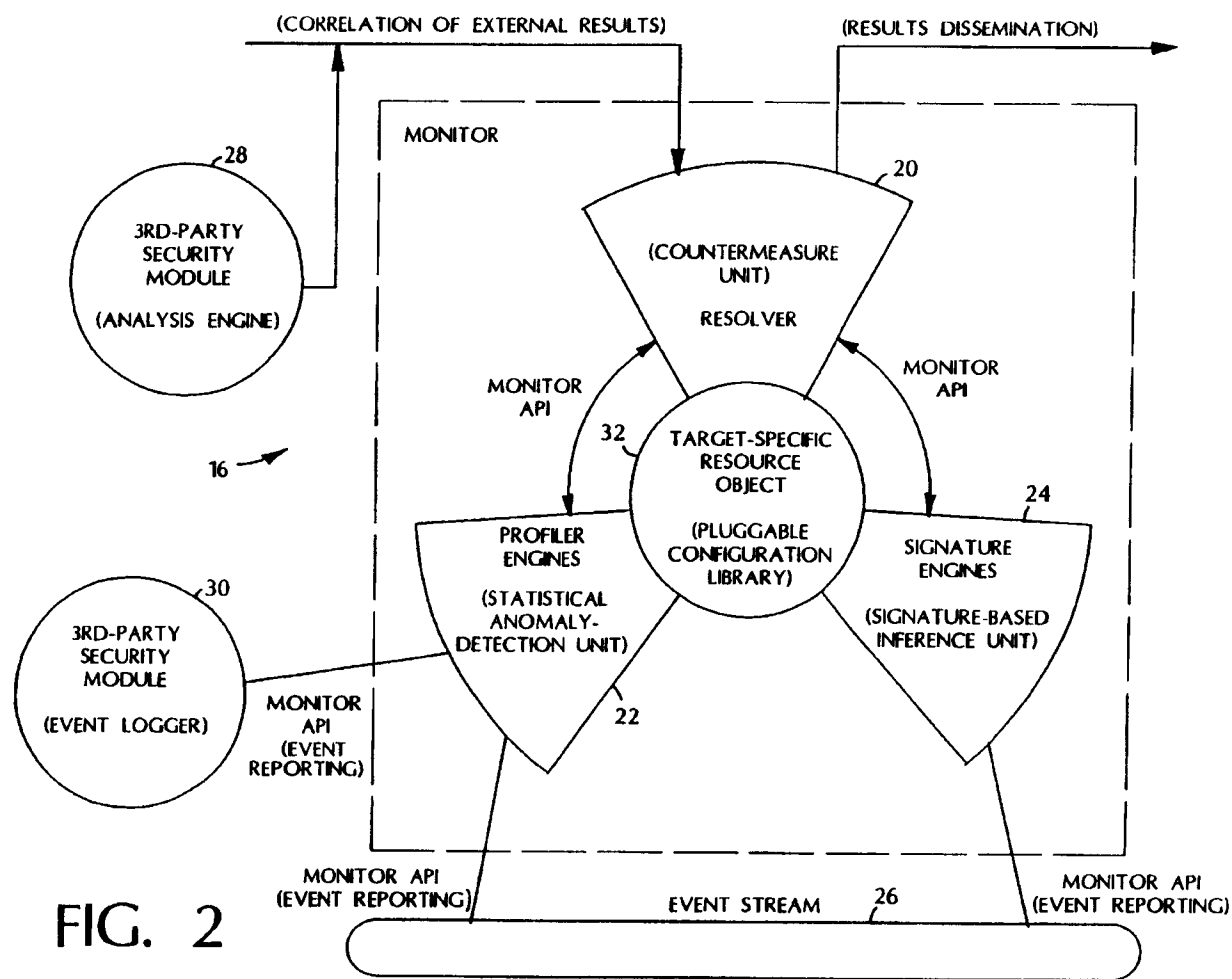 (CORRELATION OF EXTERNAL RESULTS)
(RESULTS DISSEMINATION)
MONITOR
28
3RD-PARTY
SECURITY
MODULE
(ANALYSIS ENGINE)
20
(COUNTERMEASURE
UNIT)
RESOLVER
MONITOR
API
MONITOR
API
16
32
TARGET-SPECIFIC
RESOURCE
OBJECT
(PLUGGABLE
CONFIGURATION
LIBRARY)
PROFILER
ENGINES
(STATISTICAL
ANOMALY-
DETECTION UNIT)
22
24
SIGNATURE
ENGINES
(SIGNATURE-BASED
INFERENCE UNIT)
30
3RD-PARTY
SECURITY
MODULE
(EVENT LOGGER)
MONITOR
API
(EVENT
REPORTING)
MONITOR API
(EVENT REPORTING)
EVENT STREAM
26
MONITOR API
(EVENT REPORTING)
FIG. 2